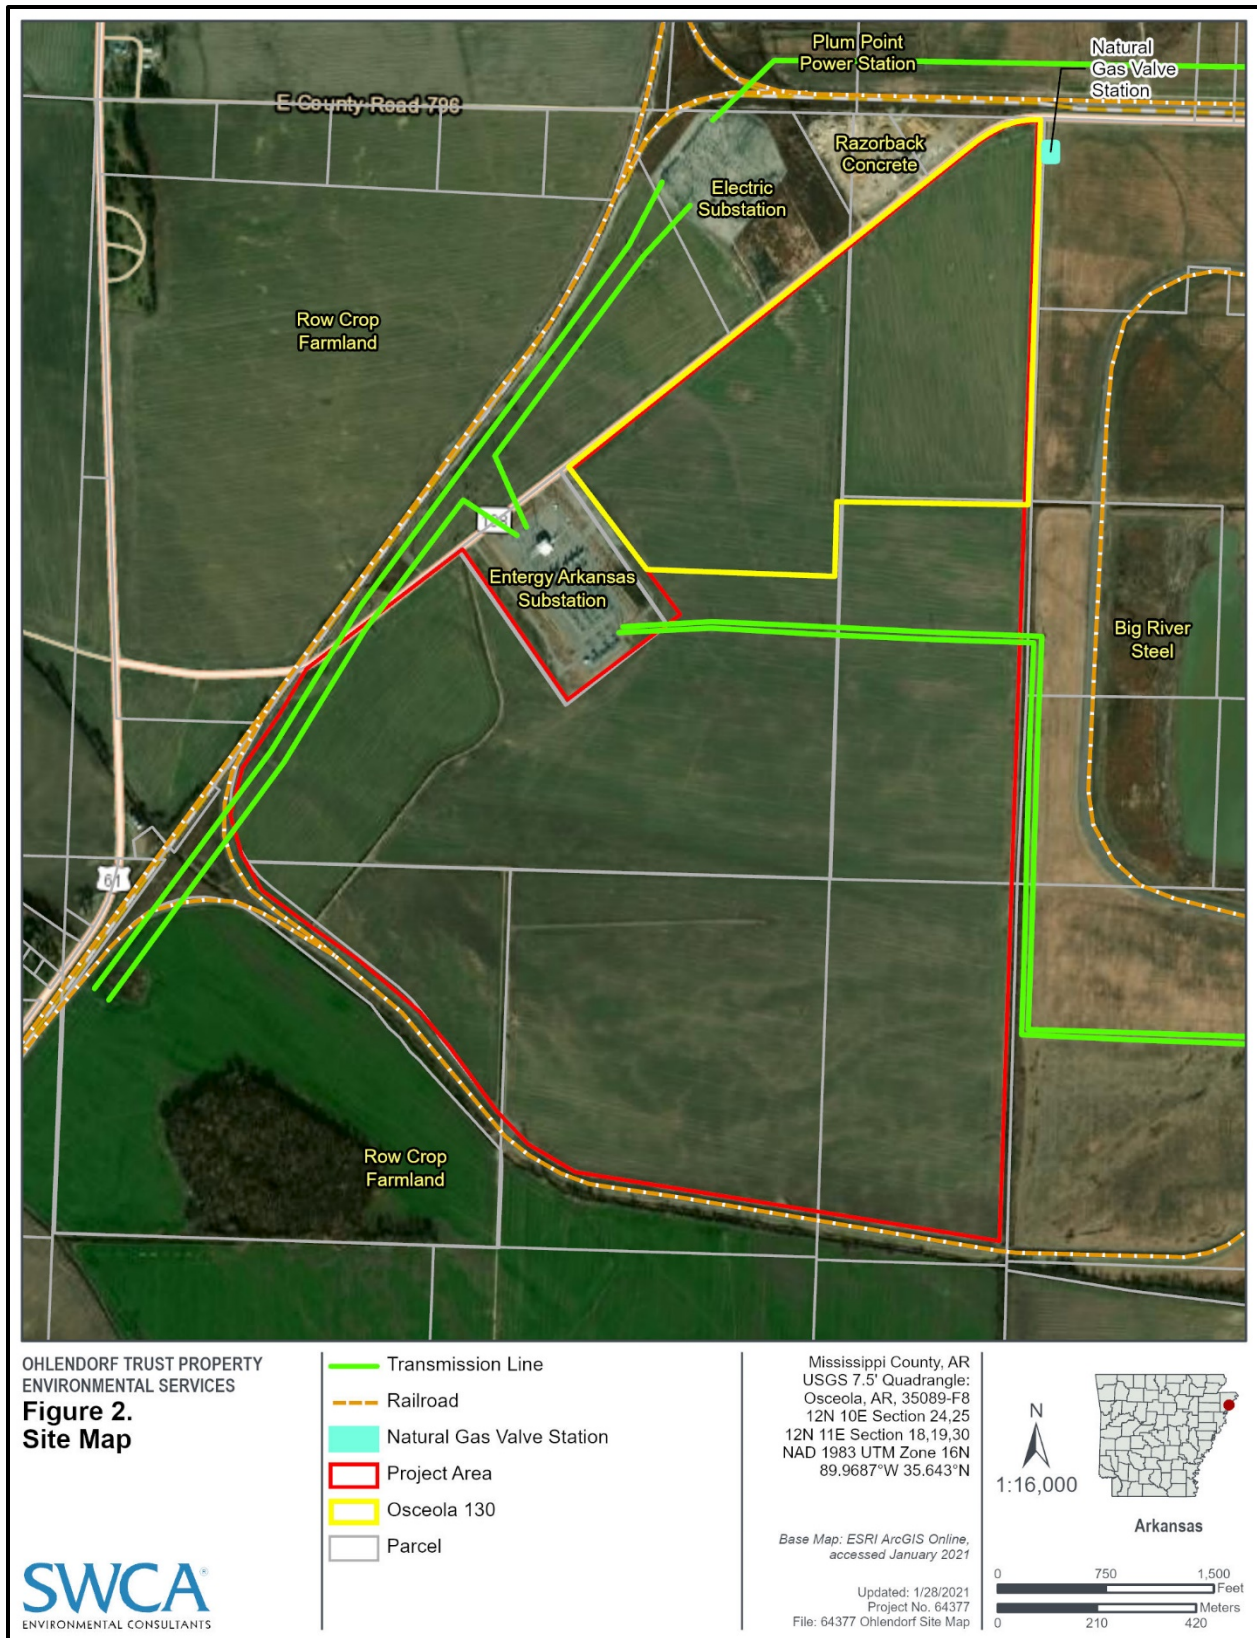 Plum Point
Power Station
Natural
Gas Valve
Station
E County Road 796
Razorback
Concrete
Electric
Substation
Row Crop
Farmland
Entergy Arkansas
Substation
Big River
Steel
61
Row Crop
Farmland
OHLENDORF TRUST PROPERTY
ENVIRONMENTAL SERVICES
Figure 2.
Site Map
SWCA®
ENVIRONMENTAL CONSULTANTS
Transmission Line
Railroad
Natural Gas Valve Station
Project Area
Osceola 130
Parcel
Mississippi County, AR
USGS 7.5' Quadrangle:
Osceola, AR, 35089-F8
12N 10E Section 24,25
12N 11E Section 18,19,30
NAD 1983 UTM Zone 16N
89.9687°W 35.643°N
Base Map: ESRI ArcGIS Online,
accessed January 2021
Updated: 1/28/2021
Project No. 64377
File: 64377 Ohlendorf Site Map
N
1:16,000
Arkansas
0 750 1,500
Feet
Meters
0 210 420